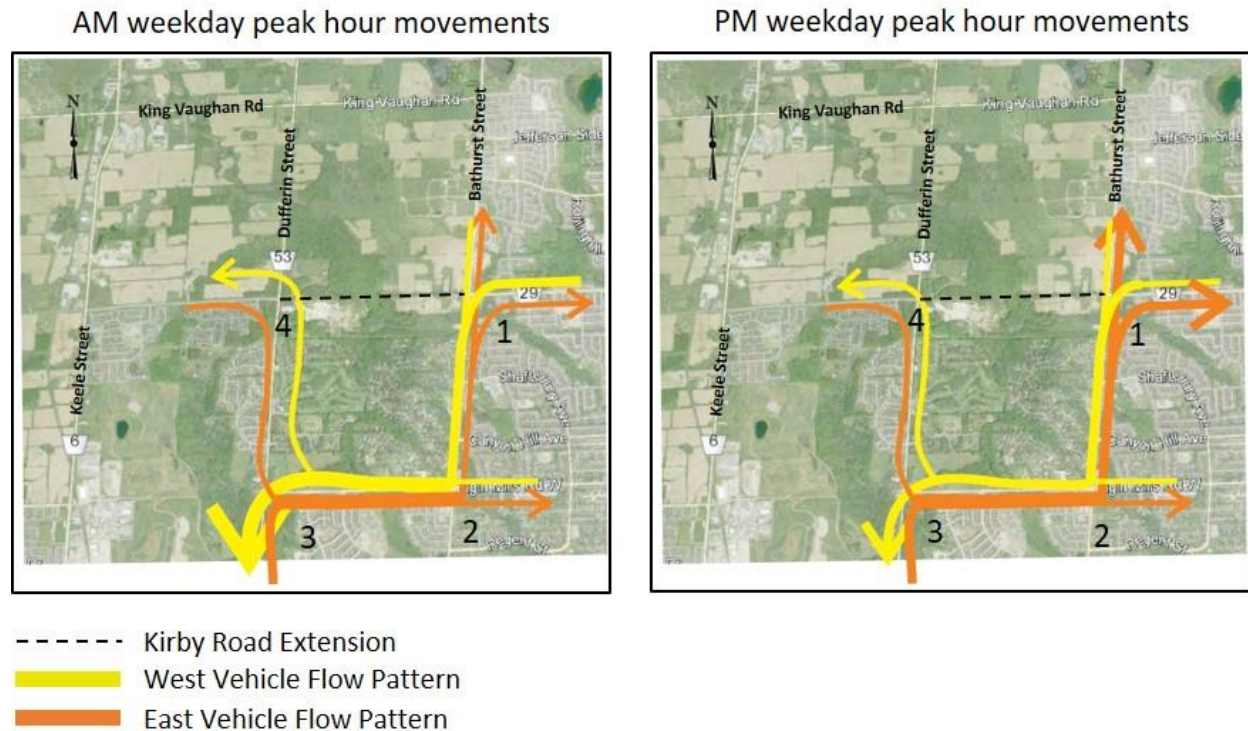 AM weekday peak hour movements
N
King Vaughan Rd
King Vaughan Rd
Bathurst Street
Dufferin Street
Keele Street
53
29
4
1
6
3
2
PM weekday peak hour movements
N
King Vaughan Rd
King Vaughan Rd
Bathurst Street
Dufferin Street
Keele Street
53
29
4
1
6
3
2
Kirby Road Extension
West Vehicle Flow Pattern
East Vehicle Flow Pattern